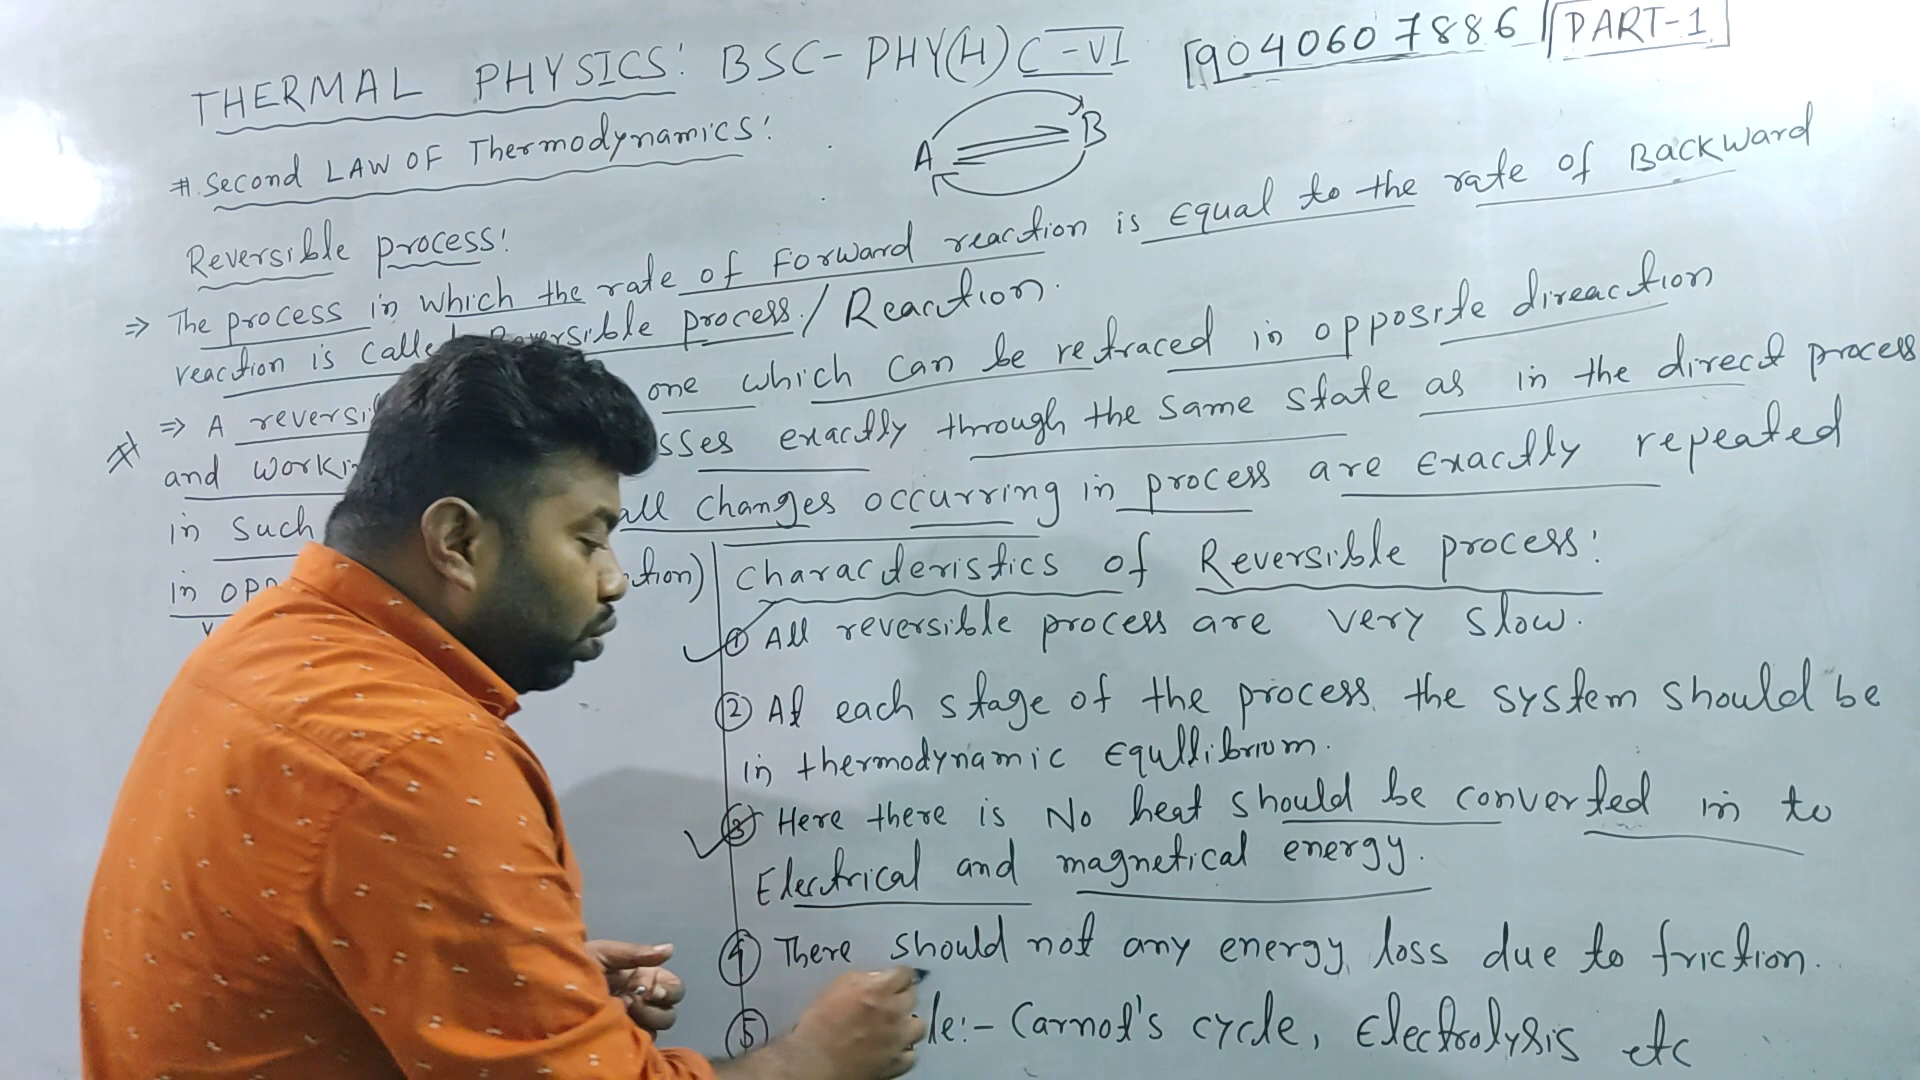 THERMAL PHYSICS: BSC- PHY(H) C-VI 9040607886 PART-1
# Second LAW OF Thermodynamics:
A B
Reversible process:
⇒ The process in which the rate of Forward reaction is Equal to the rate of Backward
reaction is Called Reversible process / Reaction.
⇒ A reversi one which can be retraced in opposite direaction
and worki sses exactly through the same state as in the direct process
in such all changes occurring in process are exactly repeated
in opp ction)
Characteristics of Reversible process:
① All reversible process are very slow.
② At each stage of the process, the system should be
in thermodynamic Equllibrium.
③ Here there is No heat should be converted in to
Electrical and magnetical energy.
④ There should not any energy loss due to friction.
⑤ le:- Carnot's cycle, Electrolysis etc